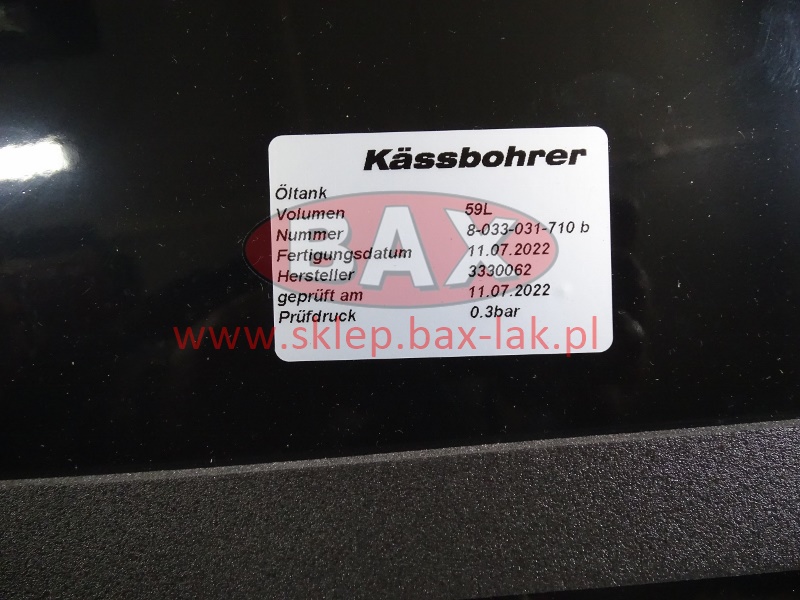 Kässbohrer
Öltank
Volumen 59L
Nummer 8-033-031-710 b
Fertigungsdatum 11.07.2022
Hersteller 3330062
geprüft am 11.07.2022
Prüfdruck 0.3bar
BAX
www.sklep.bax-lak.pl